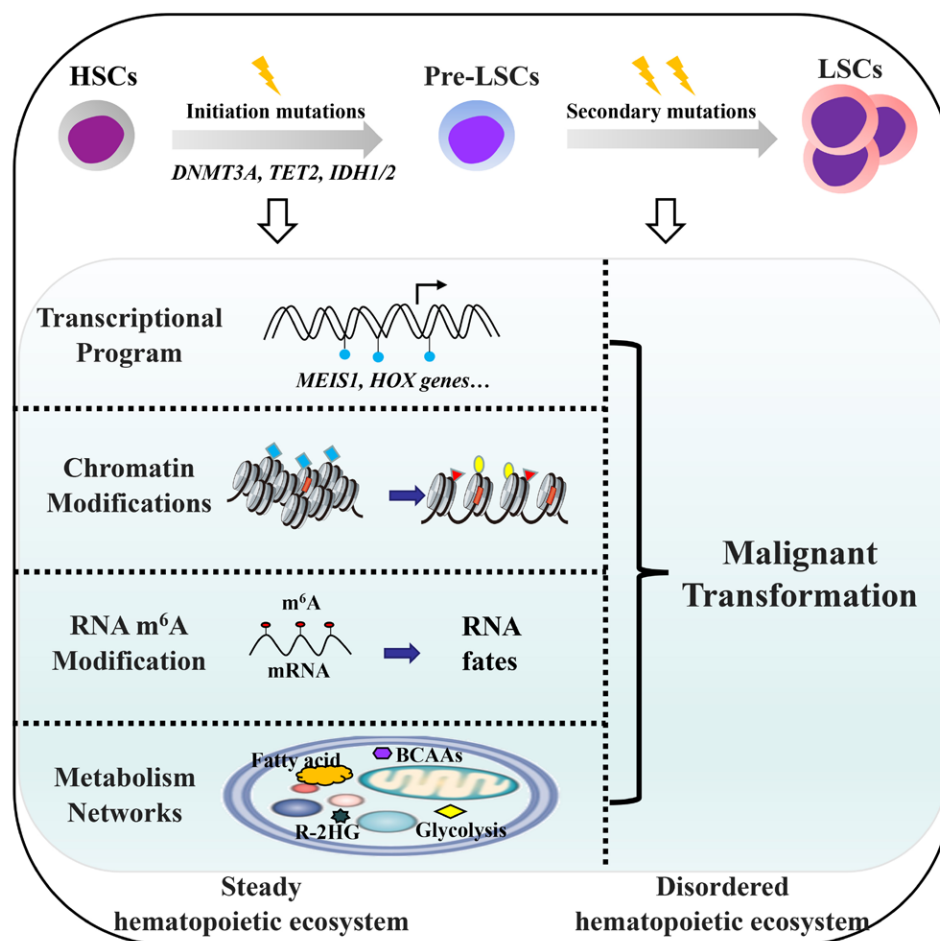 HSCs
Pre-LSCs
LSCs
Initiation mutations
Secondary mutations
DNMT3A, TET2, IDH1/2
Transcriptional
Program
MEIS1, HOX genes…
Chromatin
Modifications
Malignant
Transformation
RNA m⁶A
Modification
m⁶A
mRNA
RNA
fates
Metabolism
Networks
Fatty acid
BCAAs
R-2HG
Glycolysis
Steady
hematopoietic ecosystem
Disordered
hematopoietic ecosystem